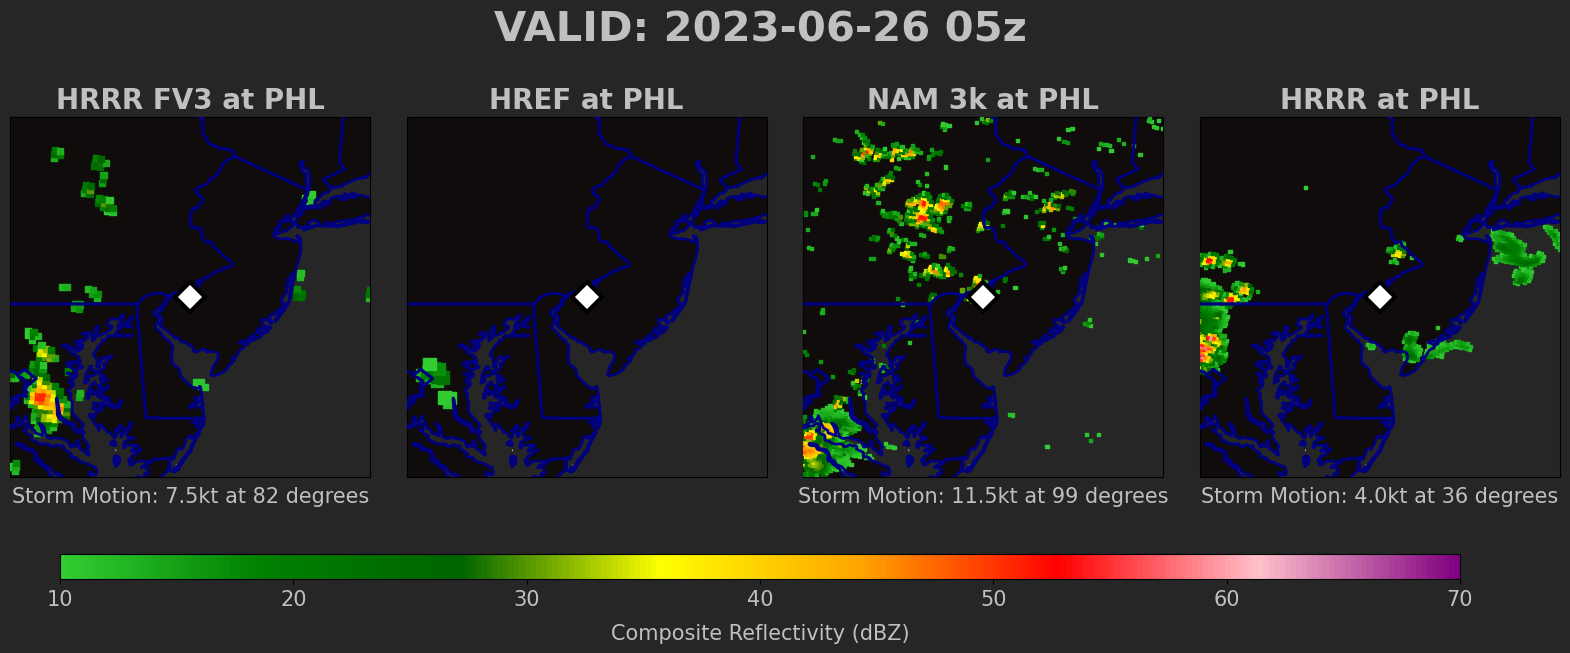 VALID: 2023-06-26 05z
HRRR FV3 at PHL
HREF at PHL
NAM 3k at PHL
HRRR at PHL
Storm Motion: 7.5kt at 82 degrees
Storm Motion: 11.5kt at 99 degrees
Storm Motion: 4.0kt at 36 degrees
10 20 30 40 50 60 70
Composite Reflectivity (dBZ)